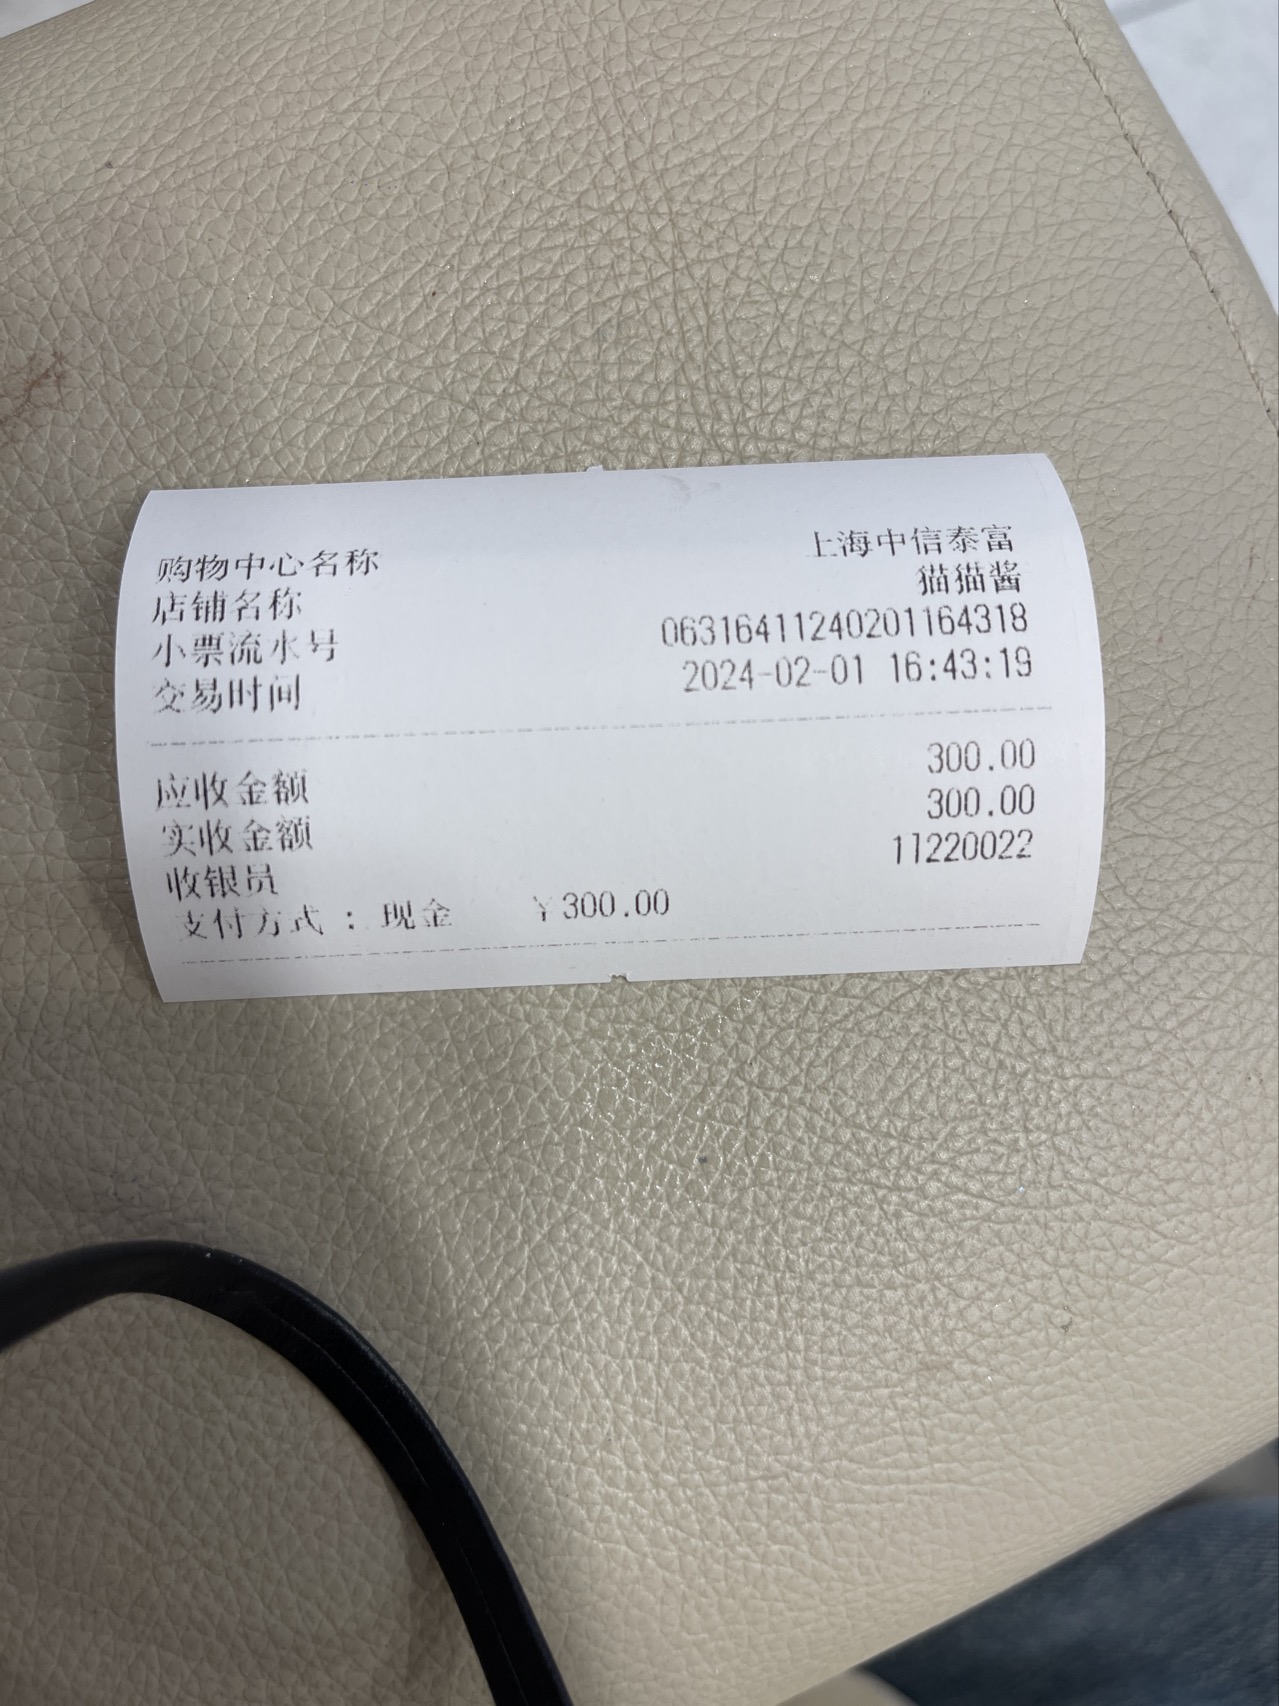 购物中心名称 上海中信泰富
店铺名称 猫猫酱
小票流水号 06316411240201164318
交易时间 2024-02-01 16:43:19
应收金额 300.00
实收金额 300.00
收银员 11220022
支付方式：现金 ￥300.00